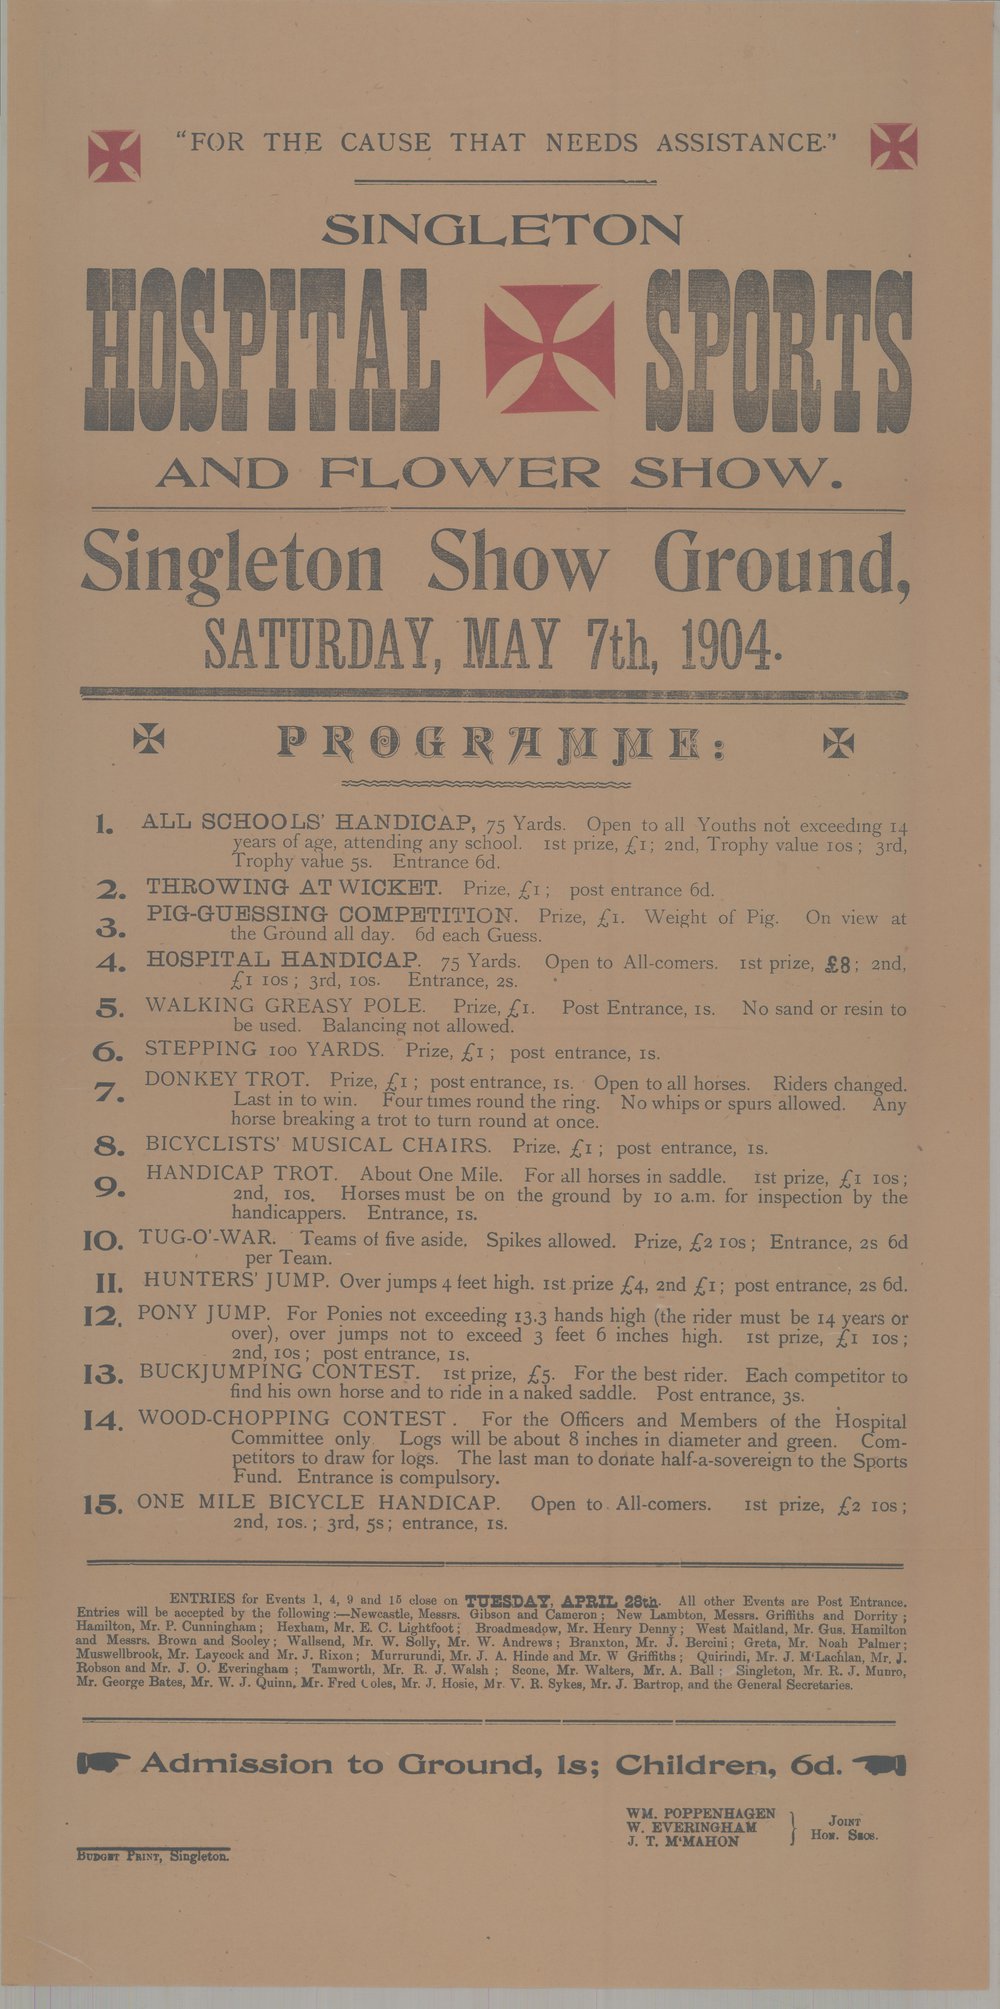 "FOR THE CAUSE THAT NEEDS ASSISTANCE."
SINGLETON
HOSPITAL SPORTS
AND FLOWER SHOW.
Singleton Show Ground,
SATURDAY, MAY 7th, 1904.
PROGRAMME:
1. ALL SCHOOLS' HANDICAP, 75 Yards. Open to all Youths not exceeding 14
years of age, attending any school. 1st prize, £1; 2nd, Trophy value 10s; 3rd,
Trophy value 5s. Entrance 6d.
2. THROWING AT WICKET. Prize, £1; post entrance 6d.
3. PIG-GUESSING COMPETITION. Prize, £1. Weight of Pig. On view at
the Ground all day. 6d each Guess.
4. HOSPITAL HANDICAP. 75 Yards. Open to All-comers. 1st prize, £8; 2nd,
£1 10s; 3rd, 10s. Entrance, 2s.
5. WALKING GREASY POLE. Prize, £1. Post Entrance, 1s. No sand or resin to
be used. Balancing not allowed.
6. STEPPING 100 YARDS. Prize, £1; post entrance, 1s.
7. DONKEY TROT. Prize, £1; post entrance, 1s. Open to all horses. Riders changed.
Last in to win. Four times round the ring. No whips or spurs allowed. Any
horse breaking a trot to turn round at once.
8. BICYCLISTS' MUSICAL CHAIRS. Prize, £1; post entrance, 1s.
9. HANDICAP TROT. About One Mile. For all horses in saddle. 1st prize, £1 10s;
2nd, 10s. Horses must be on the ground by 10 a.m. for inspection by the
handicappers. Entrance, 1s.
10. TUG-O'-WAR. Teams of five aside. Spikes allowed. Prize, £2 10s; Entrance, 2s 6d
per Team.
11. HUNTERS' JUMP. Over jumps 4 feet high. 1st prize £4, 2nd £1; post entrance, 2s 6d.
12. PONY JUMP. For Ponies not exceeding 13.3 hands high (the rider must be 14 years or
over), over jumps not to exceed 3 feet 6 inches high. 1st prize, £1 10s;
2nd, 10s; post entrance, 1s.
13. BUCKJUMPING CONTEST. 1st prize, £5. For the best rider. Each competitor to
find his own horse and to ride in a naked saddle. Post entrance, 3s.
14. WOOD-CHOPPING CONTEST. For the Officers and Members of the Hospital
Committee only. Logs will be about 8 inches in diameter and green. Com-
petitors to draw for logs. The last man to donate half-a-sovereign to the Sports
Fund. Entrance is compulsory.
15. ONE MILE BICYCLE HANDICAP. Open to All-comers. 1st prize, £2 10s;
2nd, 10s.; 3rd, 5s; entrance, 1s.
ENTRIES for Events 1, 4, 9 and 15 close on TUESDAY, APRIL 28th. All other Events are Post Entrance.
Entries will be accepted by the following:—Newcastle, Messrs. Gibson and Cameron; New Lambton, Messrs. Griffiths and Dorrity;
Hamilton, Mr. P. Cunningham; Hexham, Mr. E. C. Lightfoot; Broadmeadow, Mr. Henry Denny; West Maitland, Mr. Gus. Hamilton
and Messrs. Brown and Sooley; Wallsend, Mr. W. Solly, Mr. W. Andrews; Branxton, Mr. J. Bercini; Greta, Mr. Noah Palmer;
Muswellbrook, Mr. Laycock and Mr. J. Rixon; Murrurundi, Mr. J. A. Hinde and Mr. W Griffiths; Quirindi, Mr. J. M'Lachlan, Mr. J.
Robson and Mr. J. O. Everingham; Tamworth, Mr. R. J. Walsh; Scone, Mr. Walters, Mr. A. Ball; Singleton, Mr. R. J. Munro,
Mr. George Bates, Mr. W. J. Quinn, Mr. Fred Coles, Mr. J. Hosie, Mr. V. R. Sykes, Mr. J. Bartrop, and the General Secretaries.
Admission to Ground, 1s; Children, 6d.
WM. POPPENHAGEN
W. EVERINGHAM
J. T. M'MAHON
JOINT
HON. SECS.
BUDGET PRINT, Singleton.